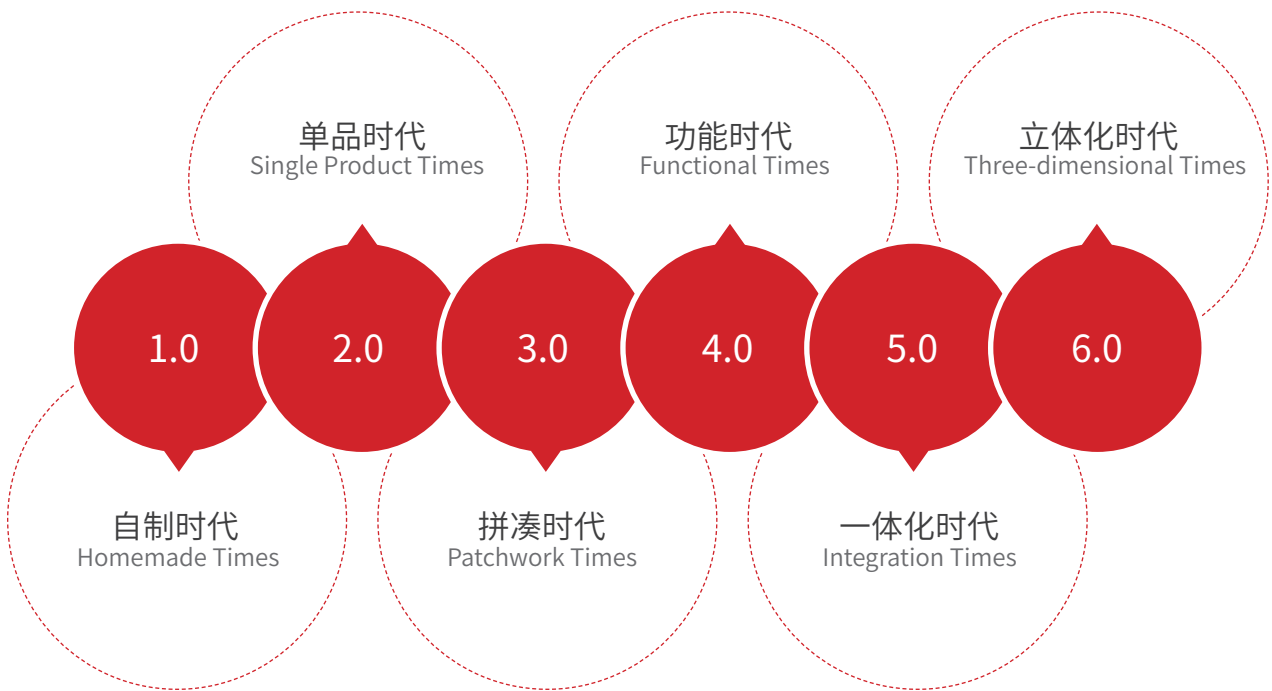 单品时代
Single Product Times
功能时代
Functional Times
立体化时代
Three-dimensional Times
1.0
2.0
3.0
4.0
5.0
6.0
自制时代
Homemade Times
拼凑时代
Patchwork Times
一体化时代
Integration Times